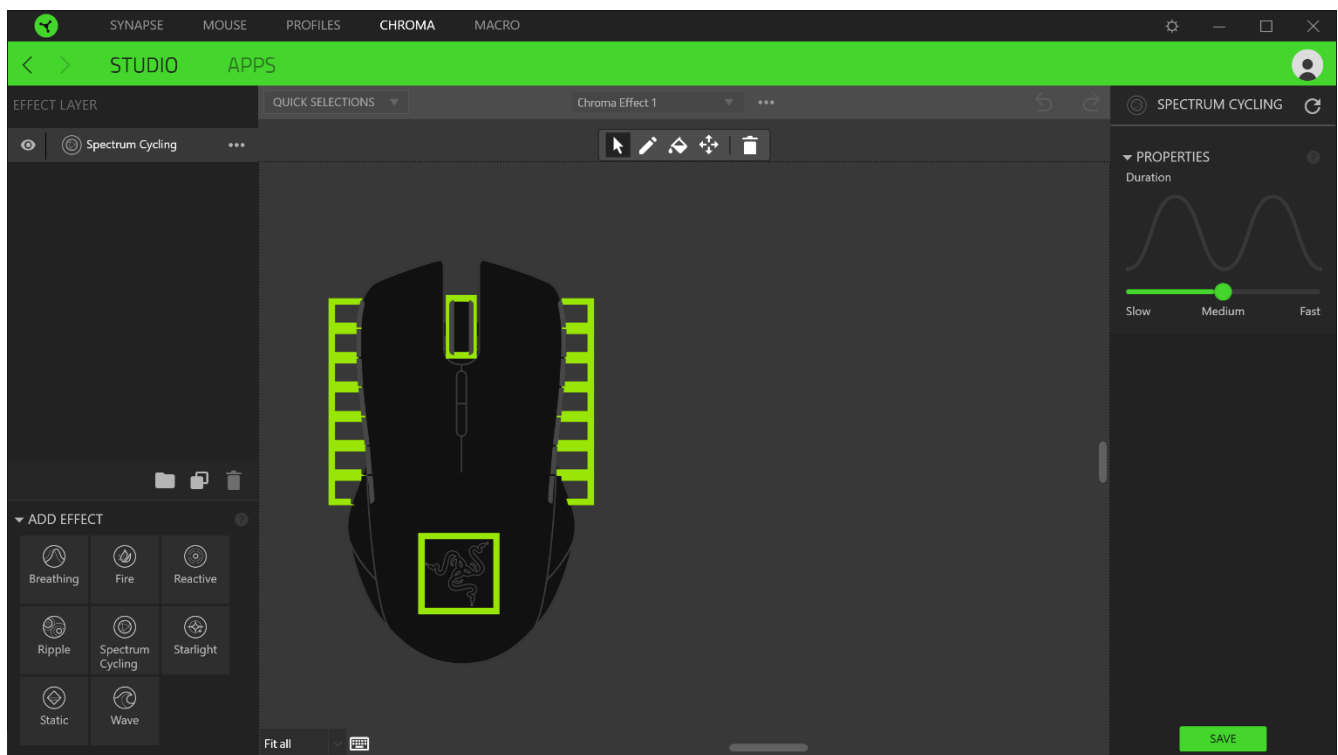 SYNAPSE MOUSE PROFILES CHROMA MACRO
STUDIO APPS
EFFECT LAYER
QUICK SELECTIONS
Chroma Effect 1
SPECTRUM CYCLING
Spectrum Cycling
PROPERTIES
?
Duration
Slow Medium Fast
ADD EFFECT
?
Breathing Fire Reactive
Ripple Spectrum Cycling Starlight
Static Wave
Fit all
SAVE